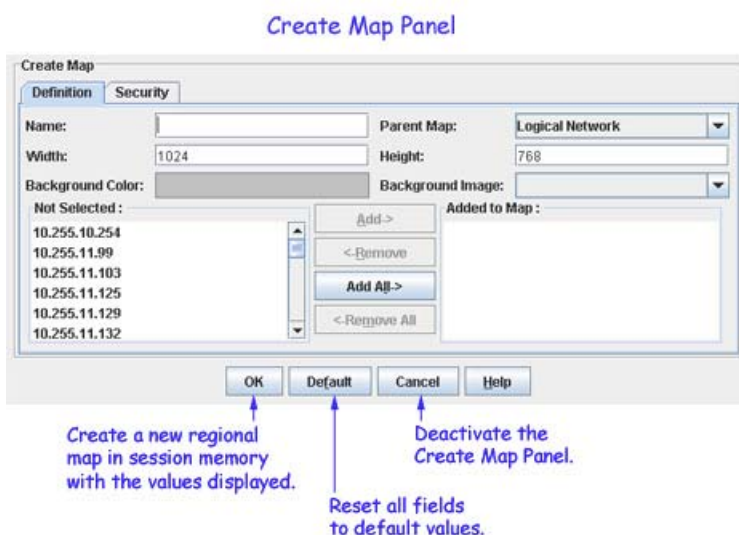 Create Map Panel
Create Map
Definition Security
Name: Parent Map: Logical Network
Width: 1024 Height: 768
Background Color: Background Image:
Not Selected : Added to Map :
10.255.10.254
10.255.11.99
10.255.11.103
10.255.11.125
10.255.11.129
10.255.11.132
Add->
<-Remove
Add All->
<-Remove All
OK Default Cancel Help
Create a new regional
map in session memory
with the values displayed.
Deactivate the
Create Map Panel.
Reset all fields
to default values.